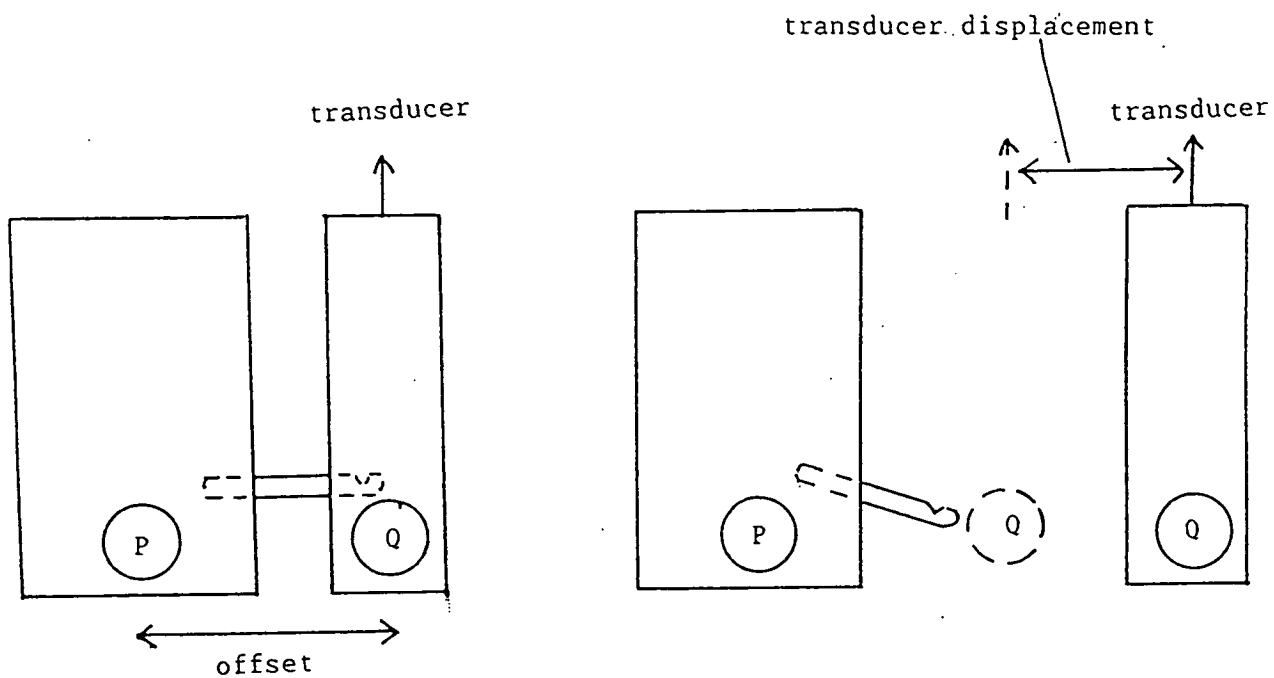 transducer displacement
transducer
transducer
P
Q
P
Q
Q
offset